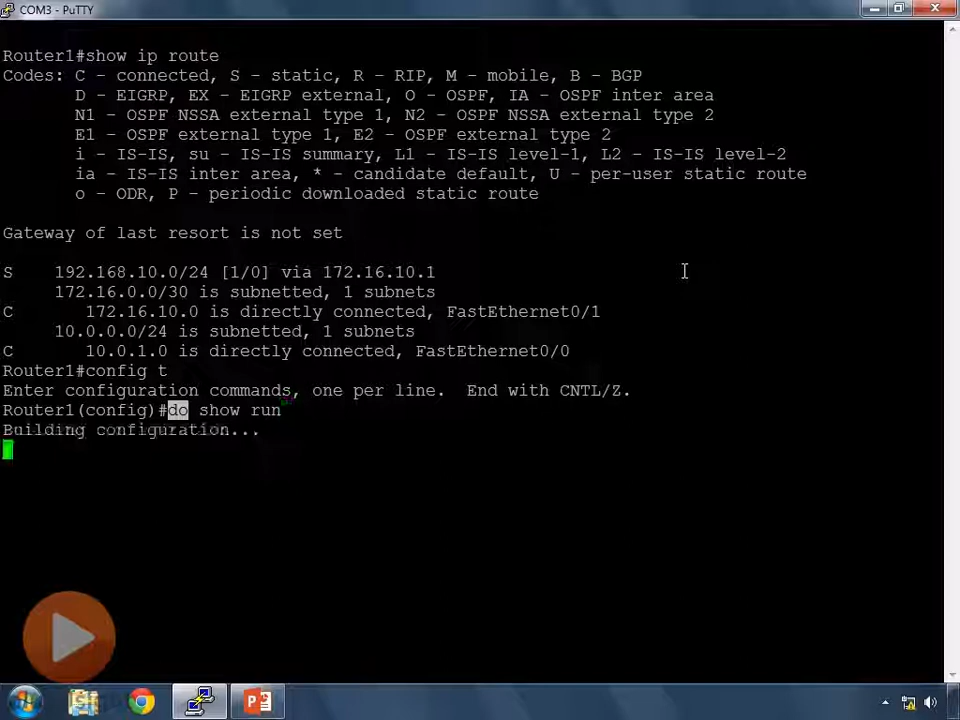 COM3 - PuTTY
Router1#show ip route
Codes: C - connected, S - static, R - RIP, M - mobile, B - BGP
D - EIGRP, EX - EIGRP external, O - OSPF, IA - OSPF inter area
N1 - OSPF NSSA external type 1, N2 - OSPF NSSA external type 2
E1 - OSPF external type 1, E2 - OSPF external type 2
i - IS-IS, su - IS-IS summary, L1 - IS-IS level-1, L2 - IS-IS level-2
ia - IS-IS inter area, * - candidate default, U - per-user static route
o - ODR, P - periodic downloaded static route
Gateway of last resort is not set
S 192.168.10.0/24 [1/0] via 172.16.10.1
172.16.0.0/30 is subnetted, 1 subnets
C 172.16.10.0 is directly connected, FastEthernet0/1
10.0.0.0/24 is subnetted, 1 subnets
C 10.0.1.0 is directly connected, FastEthernet0/0
Router1#config t
Enter configuration commands, one per line. End with CNTL/Z.
Router1(config)#do show run
Building configuration...